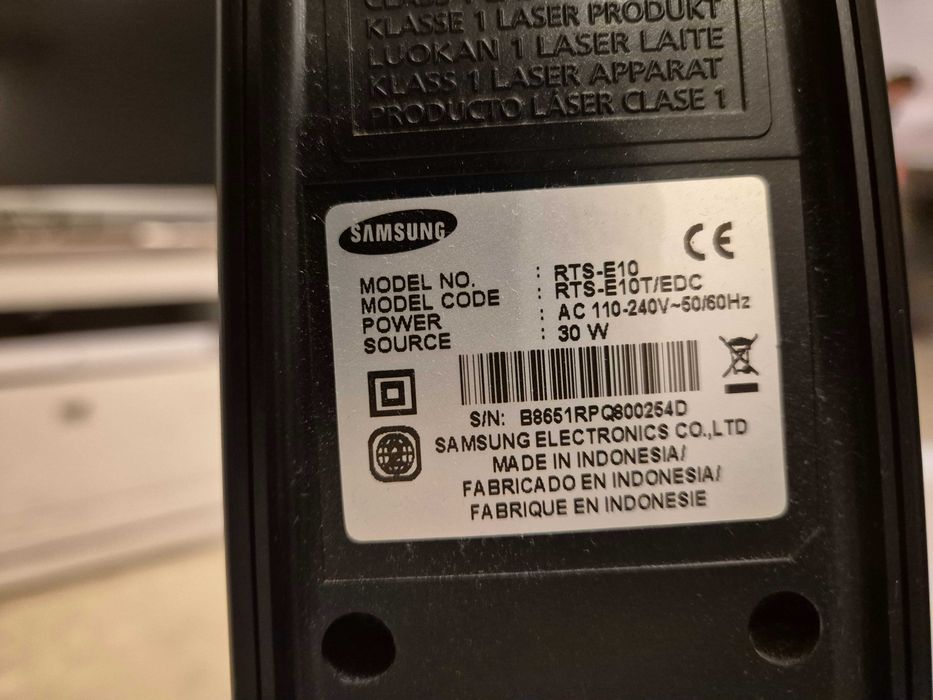 KLASSE 1 LASER PRODUKT
LUOKAN 1 LASER LAITE
KLASS 1 LASER APPARAT
PRODUCTO LÁSER CLASE 1
SAMSUNG
CE
MODEL NO. : RTS-E10
MODEL CODE : RTS-E10T/EDC
POWER : AC 110-240V~50/60Hz
SOURCE : 30 W
S/N: B8651RPQ800254D
SAMSUNG ELECTRONICS CO.,LTD
MADE IN INDONESIA/
FABRICADO EN INDONESIA/
FABRIQUE EN INDONESIE